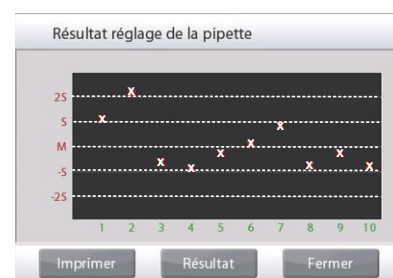 Résultat réglage de la pipette
2S
S
M
-S
-2S
x x x x x x x x x x
1 2 3 4 5 6 7 8 9 10
Imprimer Résultat Fermer